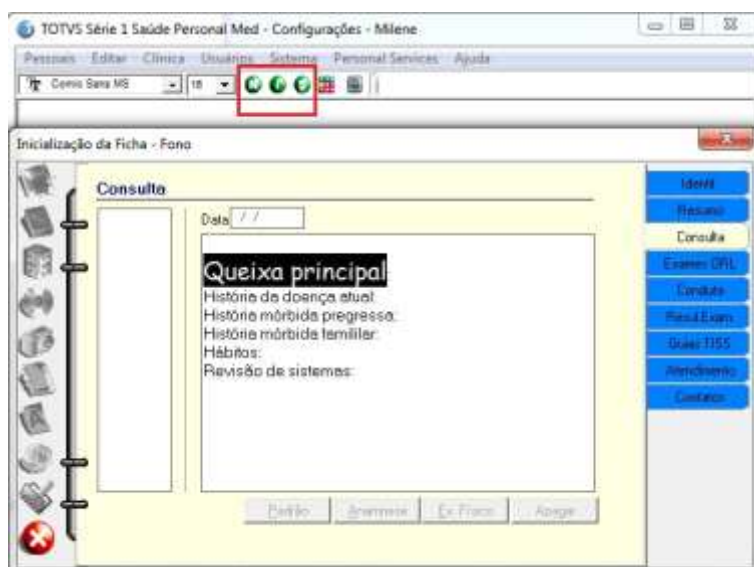 TOTVS Série 1 Saúde Personal Med - Configurações - Milene
Pessoais Editar Clínica Usuários Sistema Personal Services Ajuda
Comic Sans MS 18 N I S
Inicialização da Ficha - Fono
Consulta
Data / /
Queixa principal
História da doença atual:
História mórbida pregressa:
História mórbida familiar:
Hábitos:
Revisão de sistemas:
Padrão Anamnese Ex Físico Apagar
Identif
Resumo
Consulta
Exames ORL
Conduta
Resul Exam
Guias TISS
Atendimento
Contatos